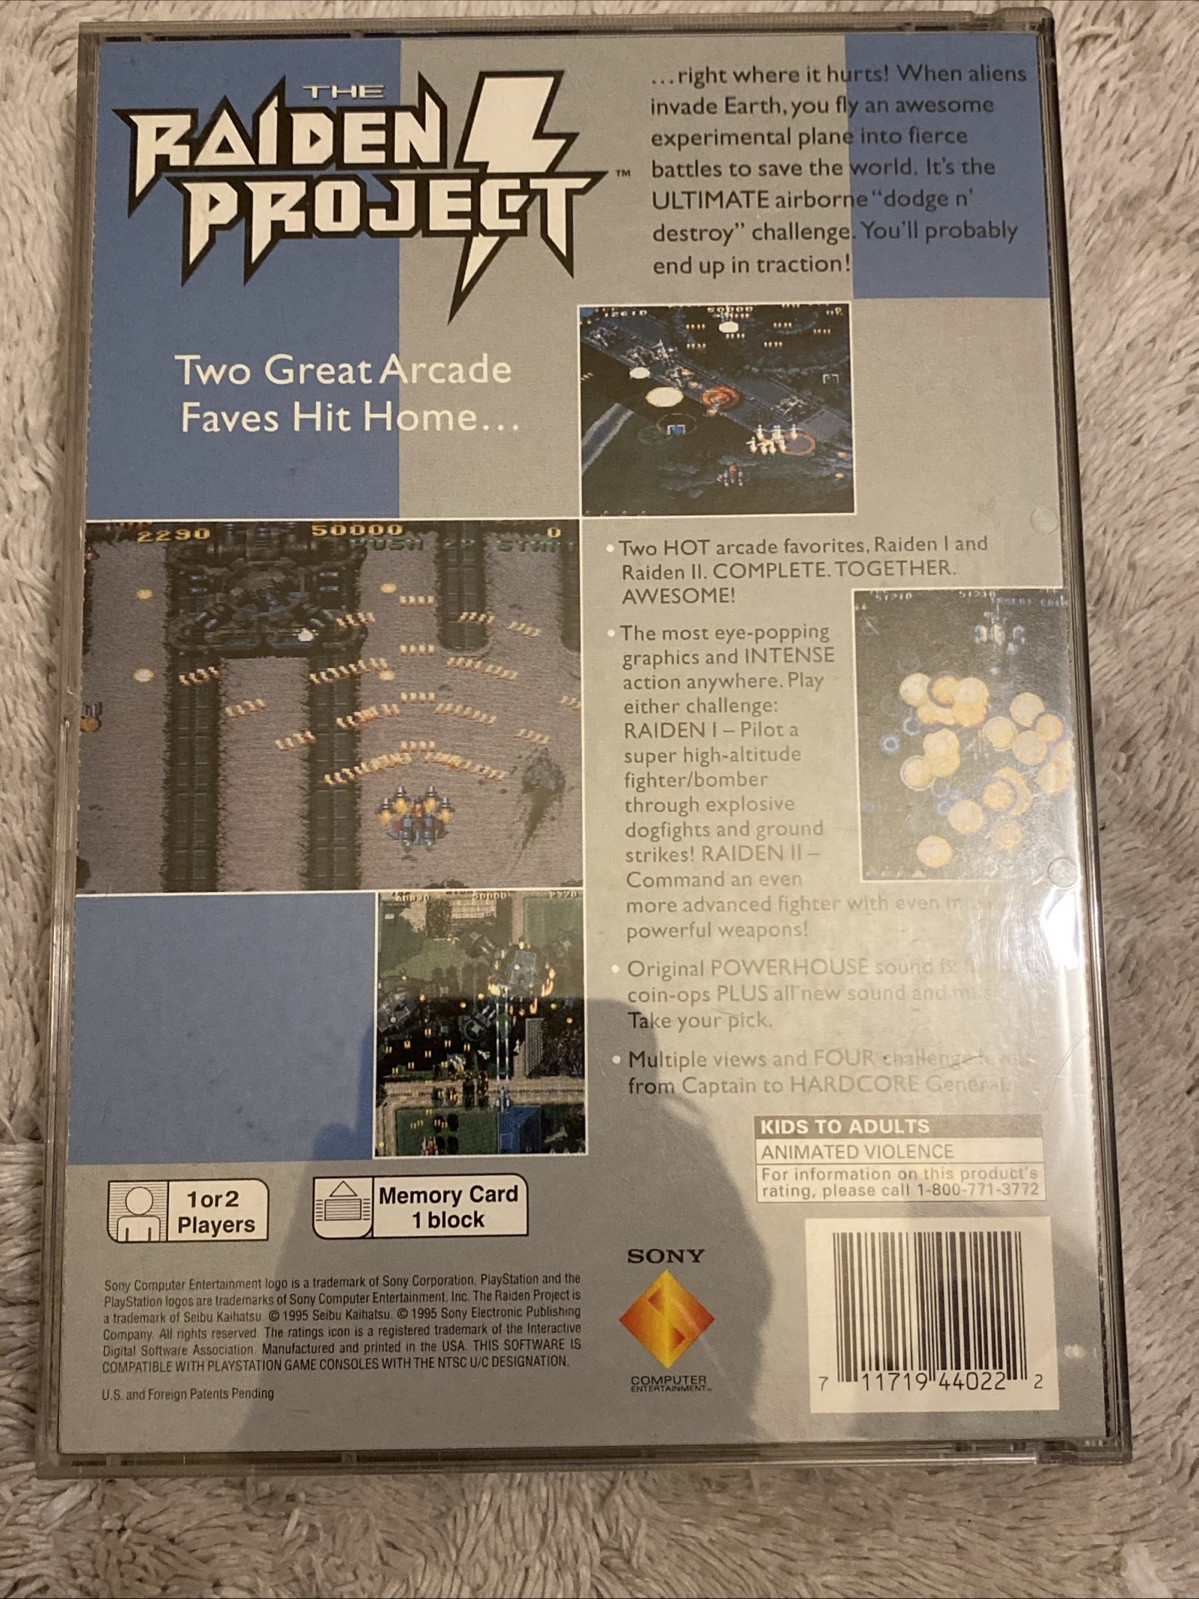 THE
RAIDEN
PROJECT™
...right where it hurts! When aliens
invade Earth, you fly an awesome
experimental plane into fierce
battles to save the world. It's the
ULTIMATE airborne "dodge n'
destroy" challenge. You'll probably
end up in traction!
Two Great Arcade
Faves Hit Home...
12610 50000
2290 50000 0
PUSH START
• Two HOT arcade favorites, Raiden I and
Raiden II. COMPLETE. TOGETHER.
AWESOME!
• The most eye-popping
graphics and INTENSE
action anywhere. Play
either challenge:
RAIDEN I – Pilot a
super high-altitude
fighter/bomber
through explosive
dogfights and ground
strikes! RAIDEN II –
Command an even
more advanced fighter with even
powerful weapons!
• Original POWERHOUSE sound
coin-ops PLUS all new sound and
Take your pick.
• Multiple views and FOUR challenge
from Captain to HARDCORE General
KIDS TO ADULTS
ANIMATED VIOLENCE
For information on this product's
rating, please call 1-800-771-3772
1 or 2
Players
Memory Card
1 block
Sony Computer Entertainment logo is a trademark of Sony Corporation. PlayStation and the
PlayStation logos are trademarks of Sony Computer Entertainment, Inc. The Raiden Project is
a trademark of Seibu Kaihatsu. © 1995 Seibu Kaihatsu. © 1995 Sony Electronic Publishing
Company. All rights reserved. The ratings icon is a registered trademark of the Interactive
Digital Software Association. Manufactured and printed in the USA. THIS SOFTWARE IS
COMPATIBLE WITH PLAYSTATION GAME CONSOLES WITH THE NTSC U/C DESIGNATION.
U.S. and Foreign Patents Pending
SONY
COMPUTER
ENTERTAINMENT™
7 11719 44022 2